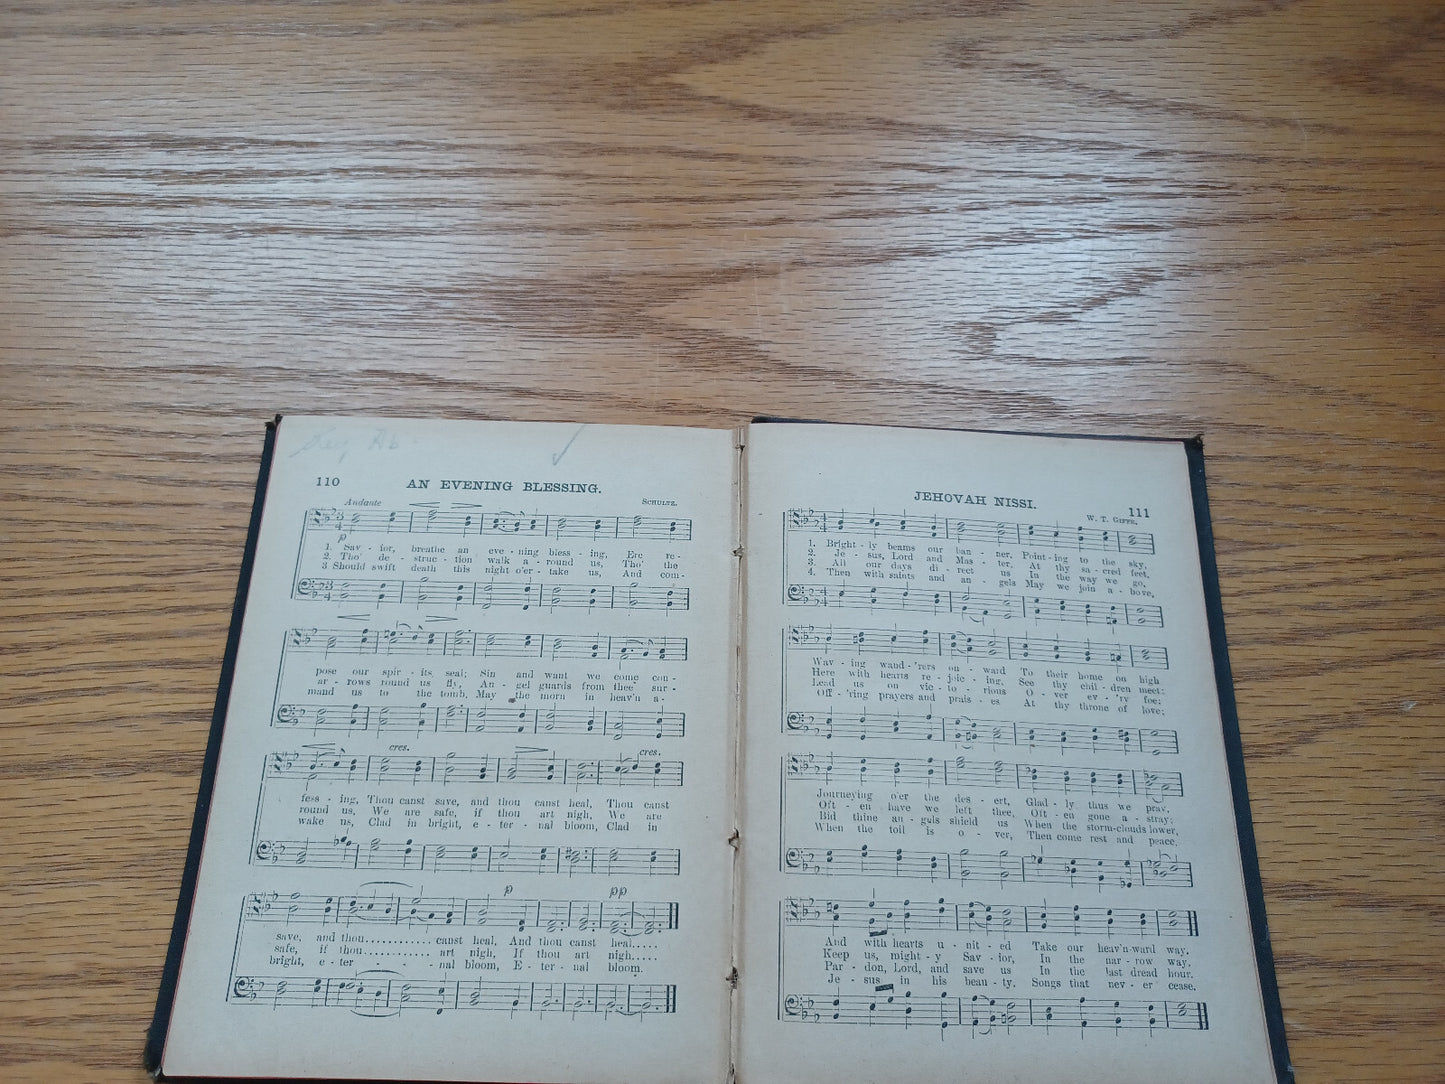 Key, Ab
110
AN EVENING BLESSING.
Andante
SCHULTZ.
p
1. Sav - ior, breathe an eve - ning bless - ing, Ere re-
2. Tho' de - struc - tion walk a - round us, Tho' the
3 Should swift death this night o'er - take us, And com-
pose our spir - its seal; Sin and want we come con-
ar - rows round us fly, An - gel guards from thee sur-
mand us to the tomb, May the morn in heav'n a-
cres. cres.
fess - ing, Thou canst save, and thou canst heal, Thou canst
round us, We are safe, if thou art nigh, We are
wake us, Clad in bright, e - ter - nal bloom, Clad in
p pp
save, and thou............ canst heal, And thou canst heal.....
safe, if thou............ art nigh, If thou art nigh.....
bright, e - ter - - - nal bloom, E - ter - nal bloom.
JEHOVAH NISSI.
111
W. T. GIFFE.
1. Bright - ly beams our ban - ner, Point - ing to the sky,
2. Je - sus, Lord and Mas - ter, At thy sa - cred feet,
3. All our days di - rect us In the way we go,
4. Then with saints and an - gels May we join a - bove,
Wav - ing wand - 'rers on - ward To their home on high
Here with hearts re - joic - ing, See thy chil - dren meet:
Lead us on vic - to - rious O - ver ev - 'ry foe:
Off - 'ring prayers and prais - es At thy throne of love;
Journeying o'er the des - ert, Glad - ly thus we pray,
Oft - en have we left thee, Oft - en gone a - stray;
Bid thine an - gels shield us When the storm-clouds lower,
When the toil is o - ver, Then come rest and peace,
And with hearts u - nit - ed Take our heav'n-ward way.
Keep us, might - y Sav - ior, In the nar - row way.
Par - don, Lord, and save us In the last dread hour.
Je - sus in his beau - ty, Songs that nev - er cease.